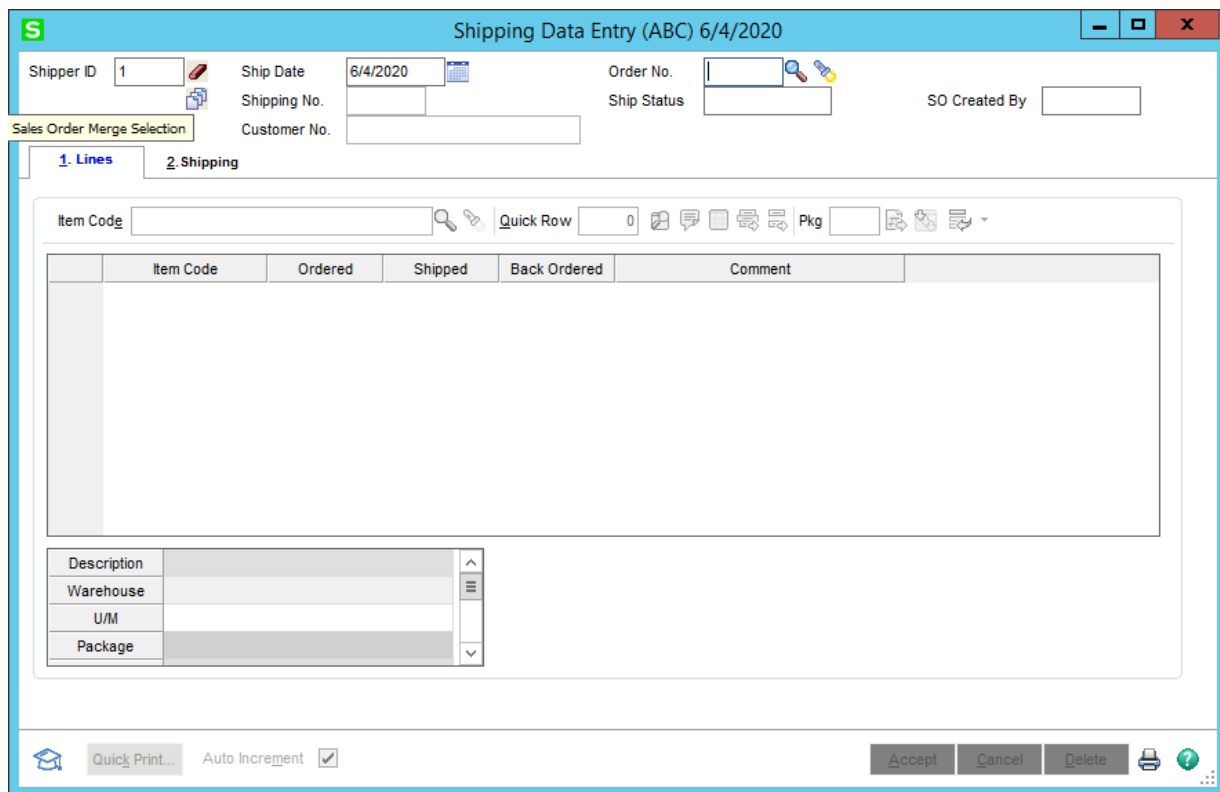 S
Shipping Data Entry (ABC) 6/4/2020
Shipper ID 1 Ship Date 6/4/2020 Order No.
Shipping No. Ship Status SO Created By
Sales Order Merge Selection Customer No.
1. Lines 2. Shipping
Item Code Quick Row 0 Pkg
Item Code Ordered Shipped Back Ordered Comment
Description
Warehouse
U/M
Package
Quick Print... Auto Increment Accept Cancel Delete